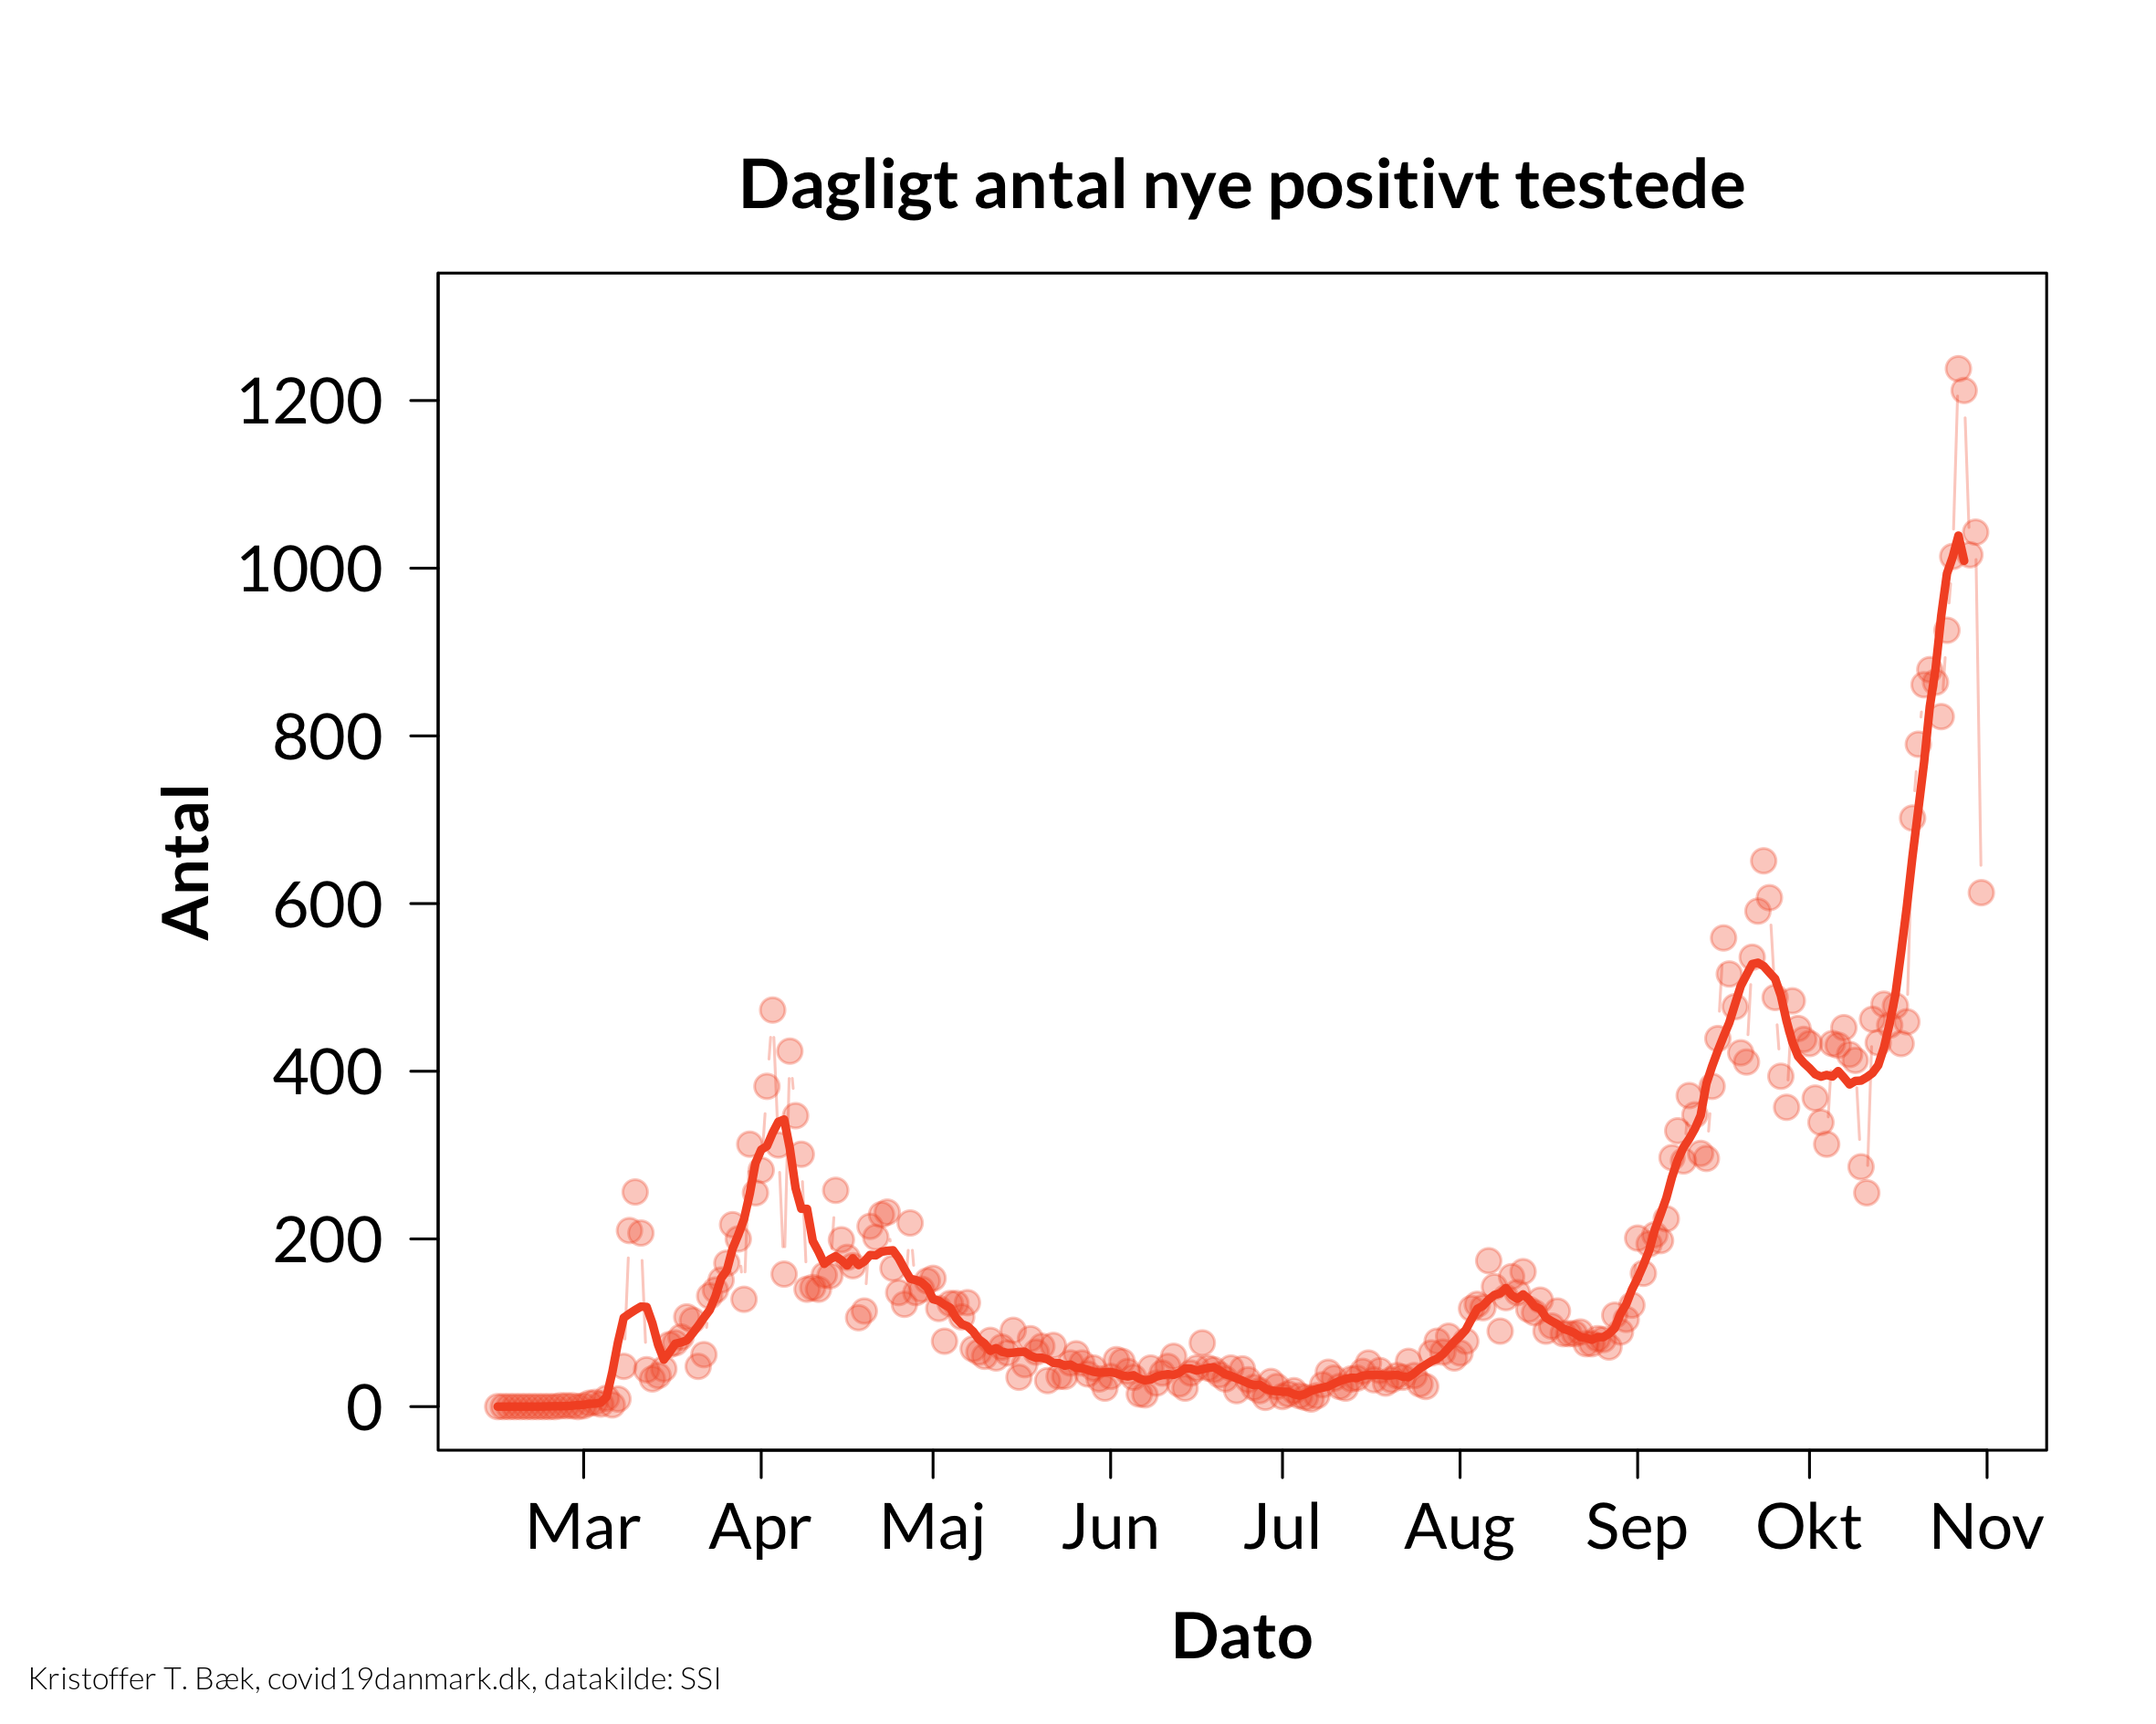 Dagligt antal nye positivt testede
Antal
1200
1000
800
600
400
200
0
Mar Apr Maj Jun Jul Aug Sep Okt Nov
Dato
Kristoffer T. Bæk, covid19danmark.dk, datakilde: SSI